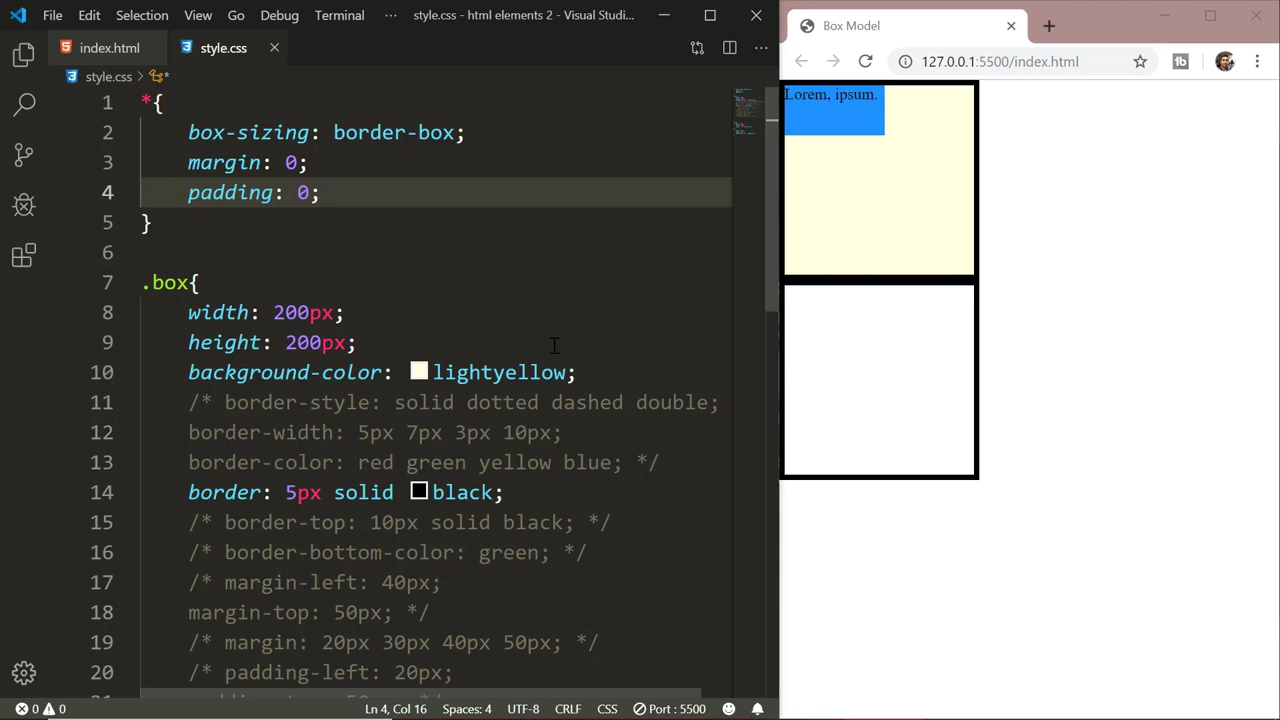 File Edit Selection View Go Debug Terminal ··· style.css - html elements 2 - Visual Studi...
index.html style.css
style.css
1 *{
2 box-sizing: border-box;
3 margin: 0;
4 padding: 0;
5 }
6
7 .box{
8 width: 200px;
9 height: 200px;
10 background-color: lightyellow;
11 /* border-style: solid dotted dashed double;
12 border-width: 5px 7px 3px 10px;
13 border-color: red green yellow blue; */
14 border: 5px solid black;
15 /* border-top: 10px solid black; */
16 /* border-bottom-color: green; */
17 /* margin-left: 40px;
18 margin-top: 50px; */
19 /* margin: 20px 30px 40px 50px; */
20 /* padding-left: 20px;
0 0 Ln 4, Col 16 Spaces: 4 UTF-8 CRLF CSS Port : 5500
Box Model
127.0.0.1:5500/index.html
Lorem, ipsum.